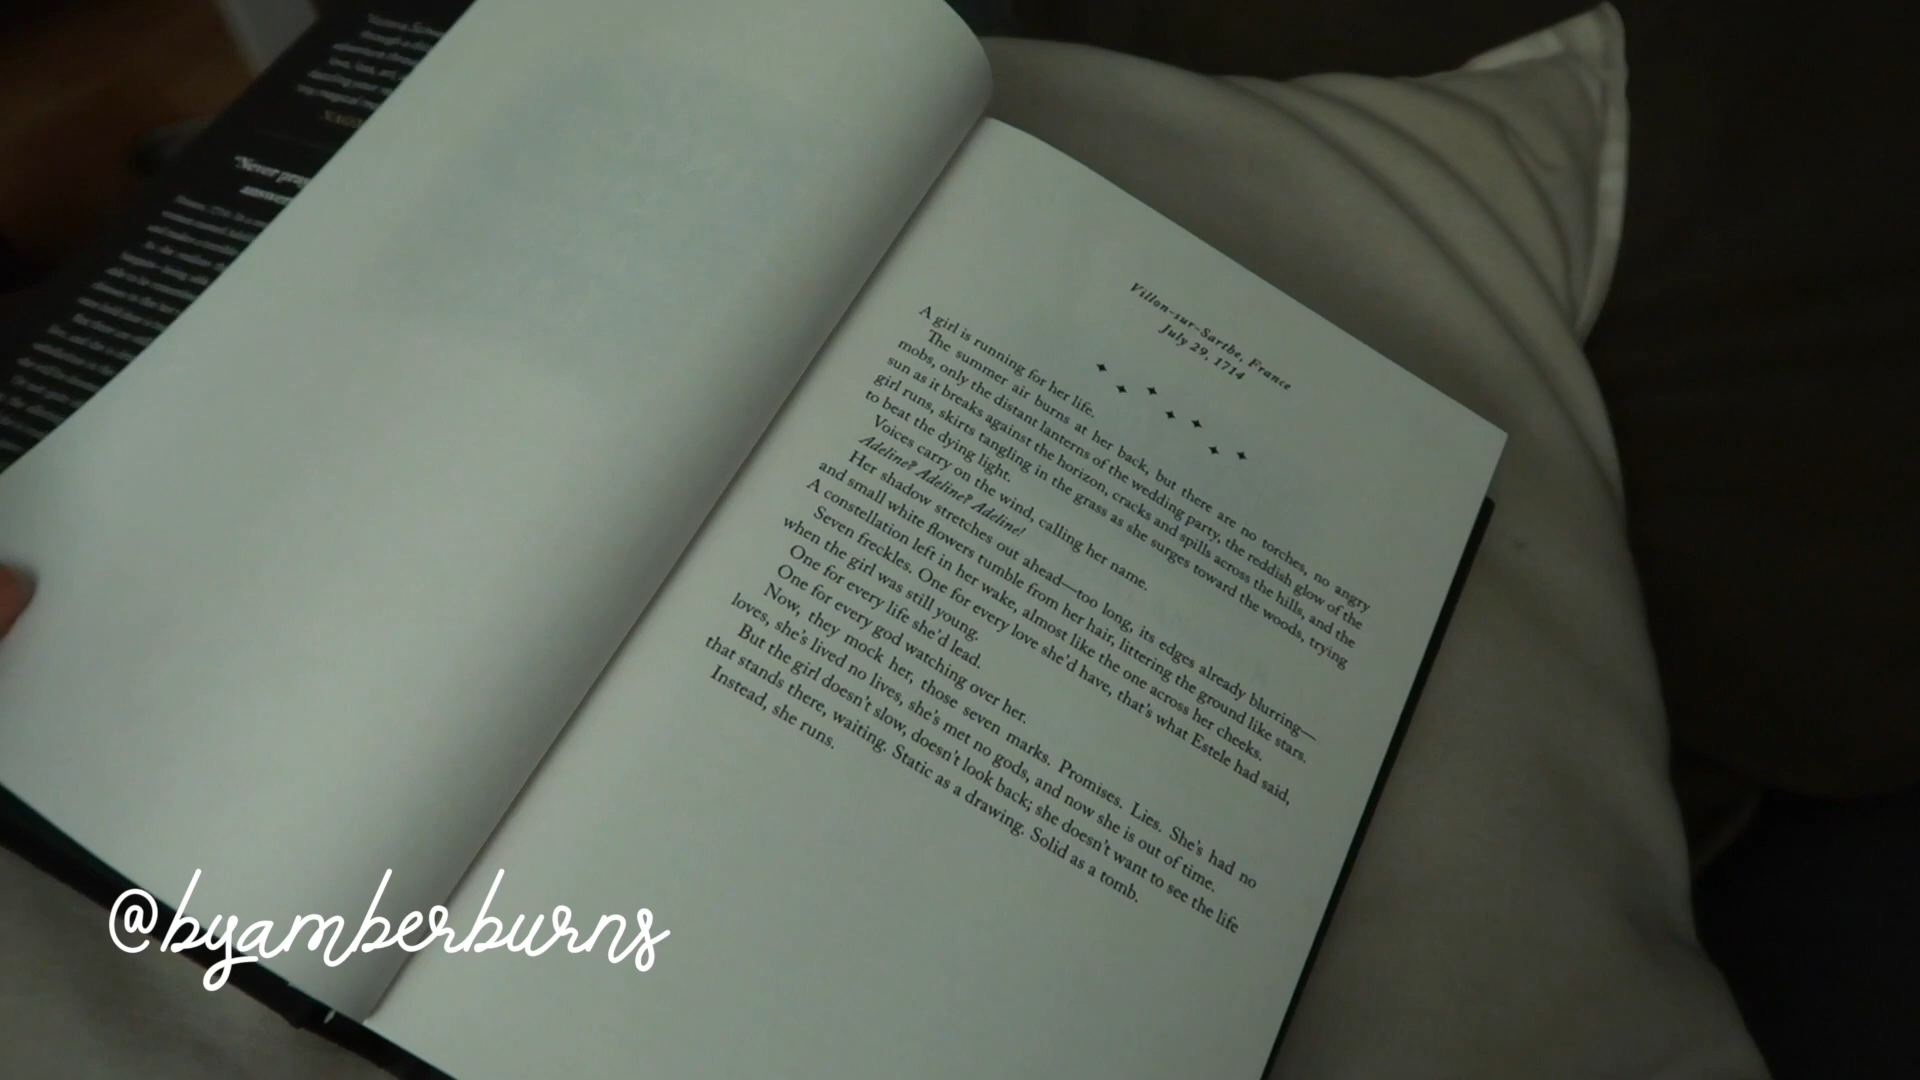 Villon-sur-Sarthe, France
July 29, 1714
A girl is running for her life.
The summer air burns at her back, but there are no torches, no angry
mobs, only the distant lanterns of the wedding party, the reddish glow of the
sun as it breaks against the horizon, cracks and spills across the hills, and the
girl runs, skirts tangling in the grass as she surges toward the woods, trying
to beat the dying light.
Voices carry on the wind, calling her name.
Adeline? Adeline? Adeline!
Her shadow stretches out ahead—too long, its edges already blurring—
and small white flowers tumble from her hair, littering the ground like stars.
A constellation left in her wake, almost like the one across her cheeks.
Seven freckles. One for every love she'd have, that's what Estele had said,
when the girl was still young.
One for every life she'd lead.
One for every god watching over her.
Now, they mock her, those seven marks. Promises. Lies. She's had no
loves, she's lived no lives, she's met no gods, and now she is out of time.
But the girl doesn't slow, doesn't look back; she doesn't want to see the life
that stands there, waiting. Static as a drawing. Solid as a tomb.
Instead, she runs.
@byamberburns